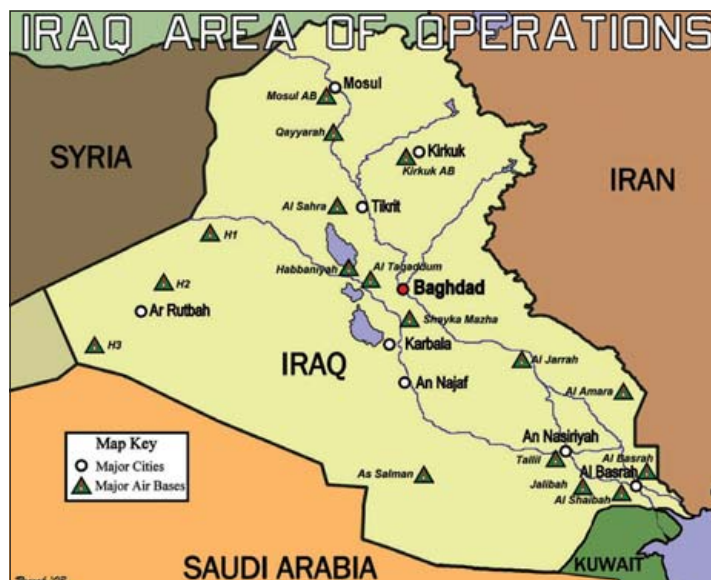 IRAQ AREA OF OPERATIONS
Mosul
Mosul AB
Qayyarah
Kirkuk
Kirkuk AB
SYRIA
IRAN
Al Sahra
Tikrit
H1
Habbaniyah
Al Taqaddum
H2
Baghdad
Ar Rutbah
Shayka Mazha
H3
Karbala
IRAQ
Al Jarrah
An Najaf
Al Amara
Map Key
Major Cities
Major Air Bases
An Nasiriyah
Tallil
Al Basrah
Al Basrah
As Salman
Jalibah
Al Shaibah
KUWAIT
SAUDI ARABIA